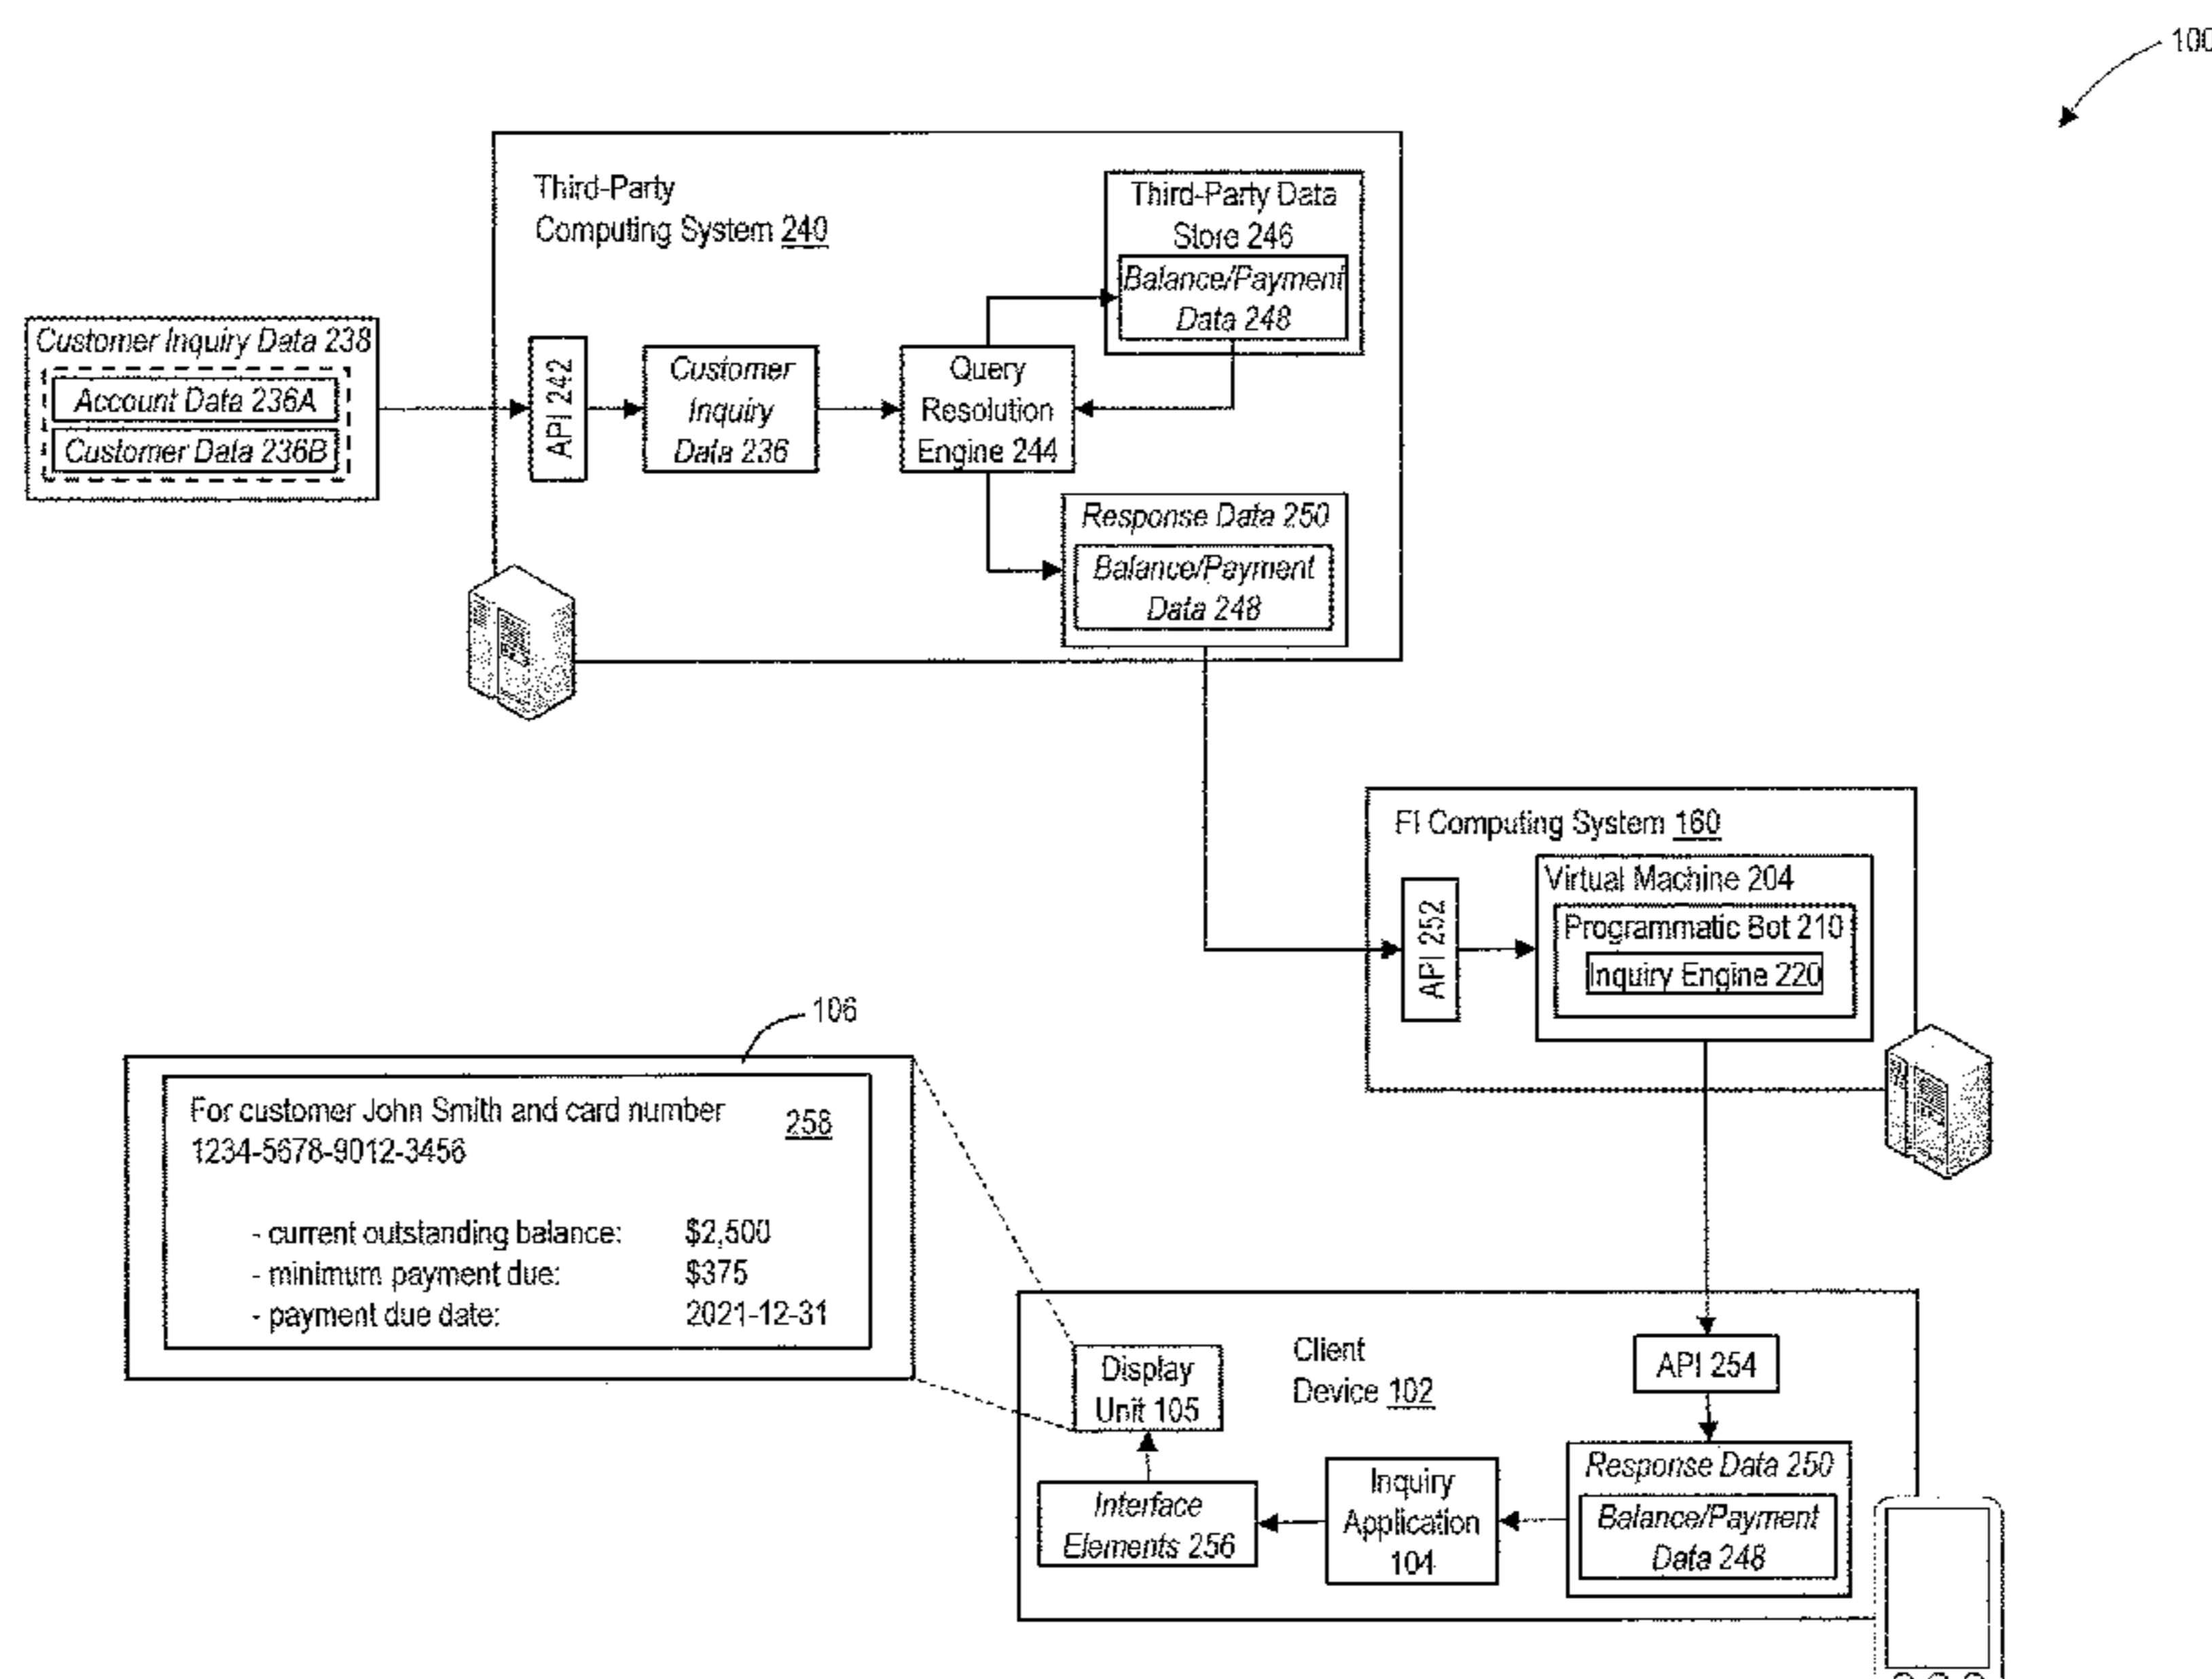 100
Third-Party
Computing System 240
Third-Party Data
Store 246
Balance/Payment
Data 248
Customer Inquiry Data 238
Account Data 236A
Customer Data 236B
API 242
Customer
Inquiry
Data 236
Query
Resolution
Engine 244
Response Data 250
Balance/Payment
Data 248
FI Computing System 160
API 252
Virtual Machine 204
Programmatic Bot 210
Inquiry Engine 220
106
For customer John Smith and card number
1234-5678-9012-3456
258
- current outstanding balance: $2,500
- minimum payment due: $375
- payment due date: 2021-12-31
Client
Device 102
Display
Unit 105
API 254
Response Data 250
Balance/Payment
Data 248
Inquiry
Application
104
Interface
Elements 256